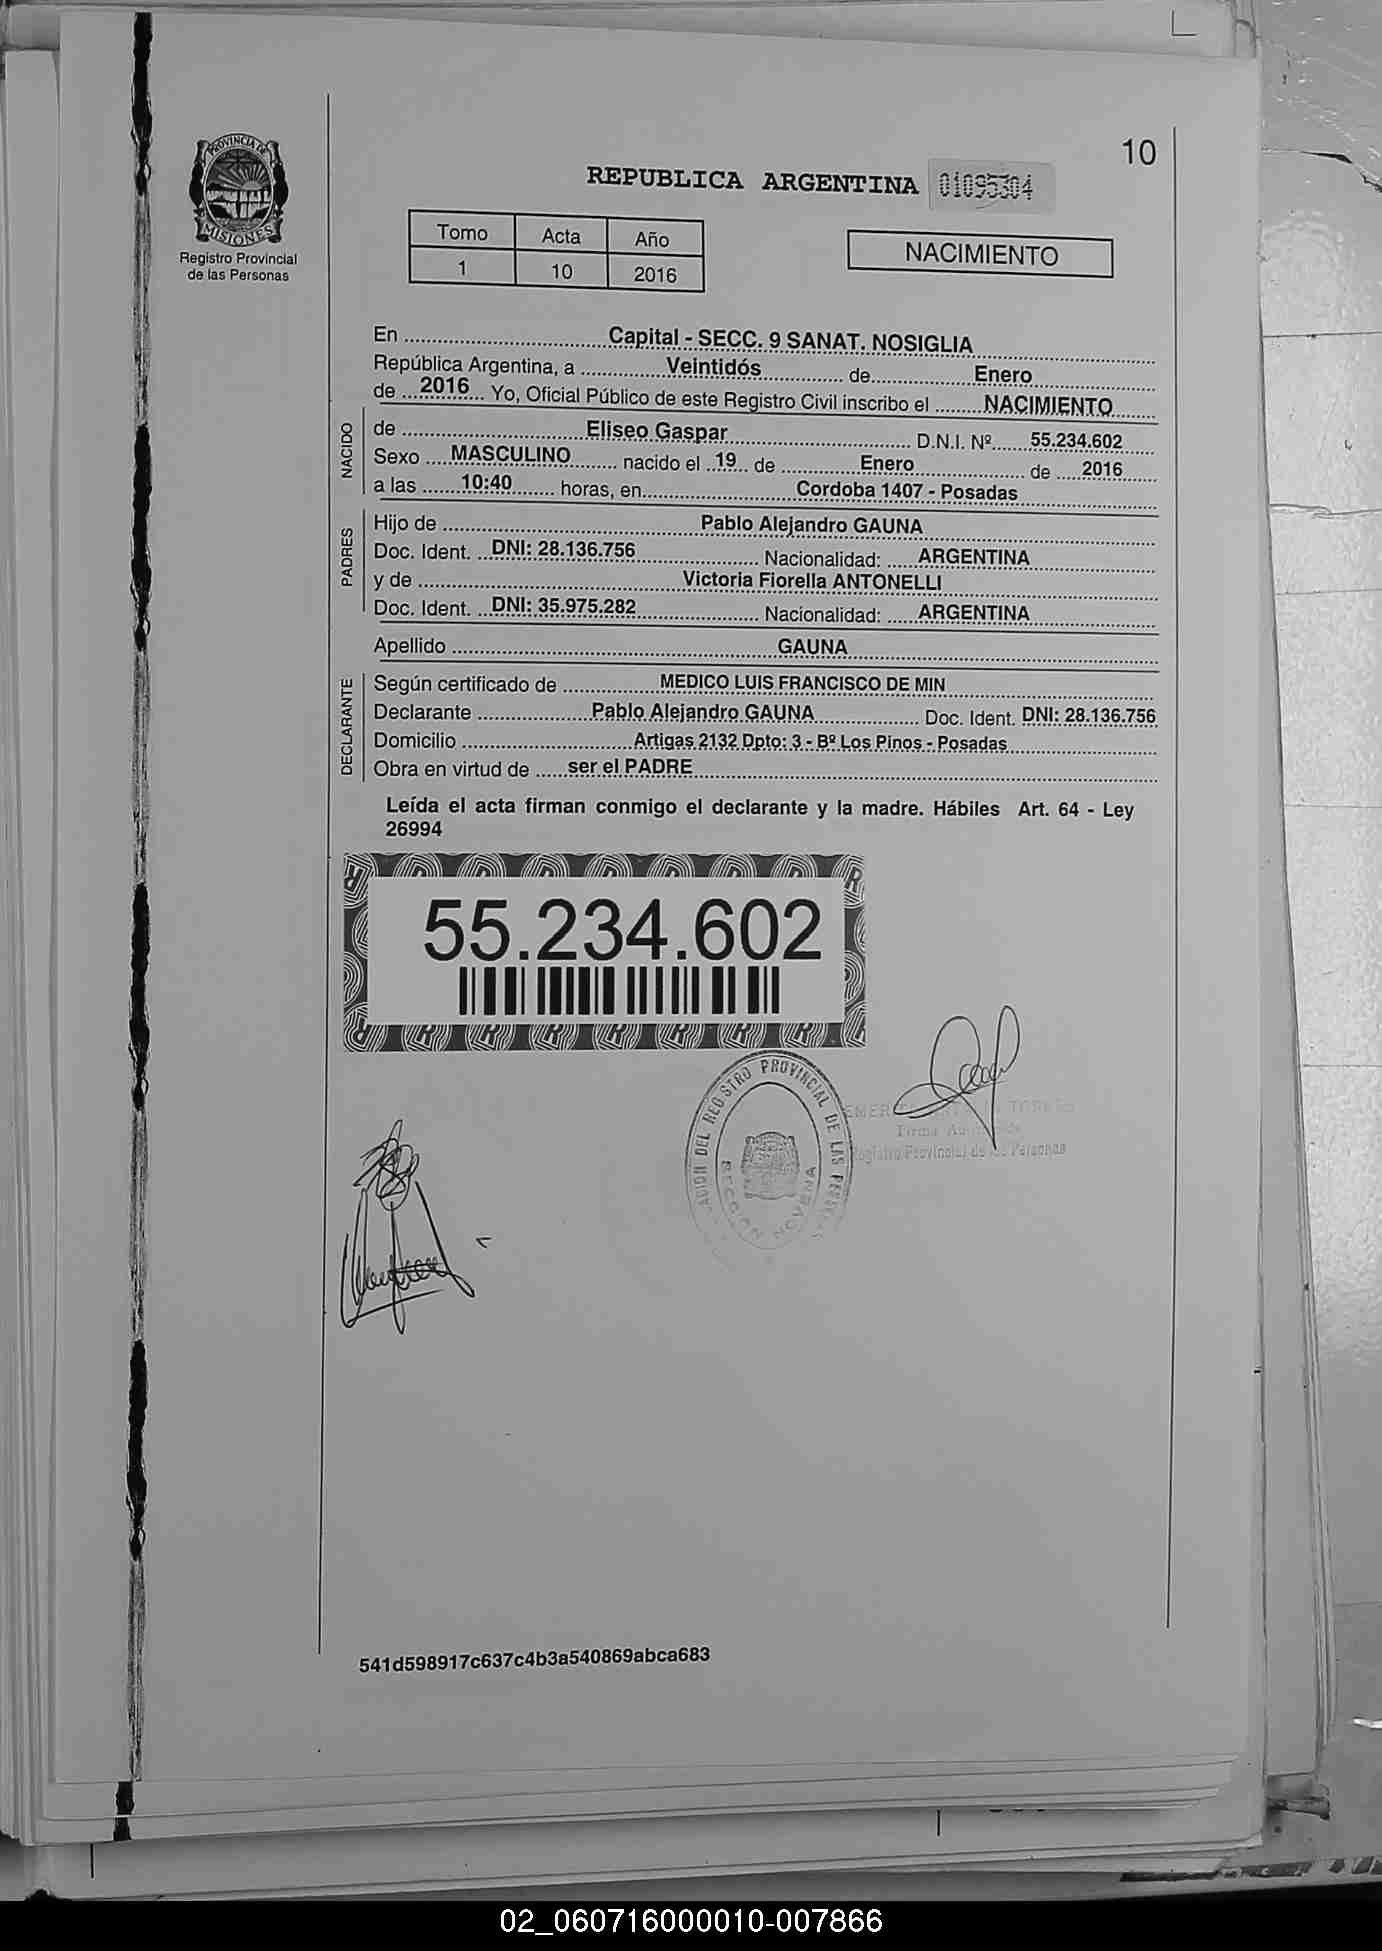 10
PROVINCIA DE
MISIONES
Registro Provincial
de las Personas
REPUBLICA ARGENTINA 01095304
Tomo Acta Año
1 10 2016
NACIMIENTO
En Capital - SECC. 9 SANAT. NOSIGLIA
República Argentina, a Veintidós de Enero
de 2016 Yo, Oficial Público de este Registro Civil inscribo el NACIMIENTO
NACIDO
de Eliseo Gaspar D.N.I. Nº 55.234.602
Sexo MASCULINO nacido el 19 de Enero de 2016
a las 10:40 horas, en Cordoba 1407 - Posadas
PADRES
Hijo de Pablo Alejandro GAUNA
Doc. Ident. DNI: 28.136.756 Nacionalidad: ARGENTINA
y de Victoria Fiorella ANTONELLI
Doc. Ident. DNI: 35.975.282 Nacionalidad: ARGENTINA
Apellido GAUNA
DECLARANTE
Según certificado de MEDICO LUIS FRANCISCO DE MIN
Declarante Pablo Alejandro GAUNA Doc. Ident. DNI: 28.136.756
Domicilio Artigas 2132 Dpto: 3 - Bº Los Pinos - Posadas
Obra en virtud de ser el PADRE
Leída el acta firman conmigo el declarante y la madre. Hábiles Art. 64 - Ley
26994
55.234.602
DEL REGISTRO PROVINCIAL DE LAS
SECCION NOVENA
Firma
Registro Provincial de las Personas
541d598917c637c4b3a540869abca683
02_060716000010-007866